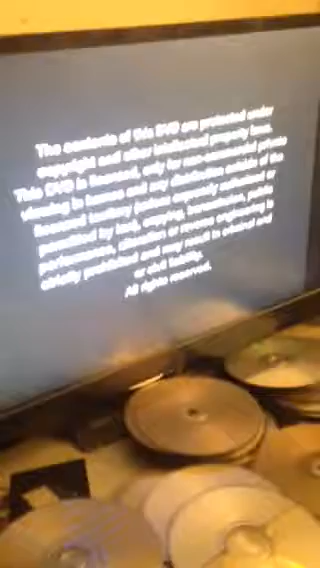 The contents of this DVD are protected under
copyright and other intellectual property laws.
This DVD is licensed, only for non-commercial private
viewing in homes and any distribution outside of the
licensed territory (unless expressly authorized or
permitted by law), copying, transmission, public
performance, alteration or reverse engineering is
strictly prohibited and may result in criminal and
or civil liability.
All rights reserved.